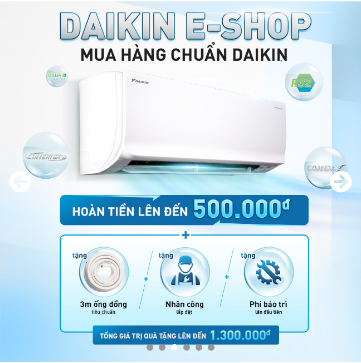 DAIKIN E-SHOP
MUA HÀNG CHUẨN DAIKIN
DAIKIN
HOÀN TIỀN LÊN ĐẾN 500.000đ
+
tặng
3m ống đồng
tiêu chuẩn
+
tặng
Nhân công
lắp đặt
+
tặng
Phí bảo trì
lần đầu tiên
TỔNG GIÁ TRỊ QUÀ TẶNG LÊN ĐẾN 1.300.000đ